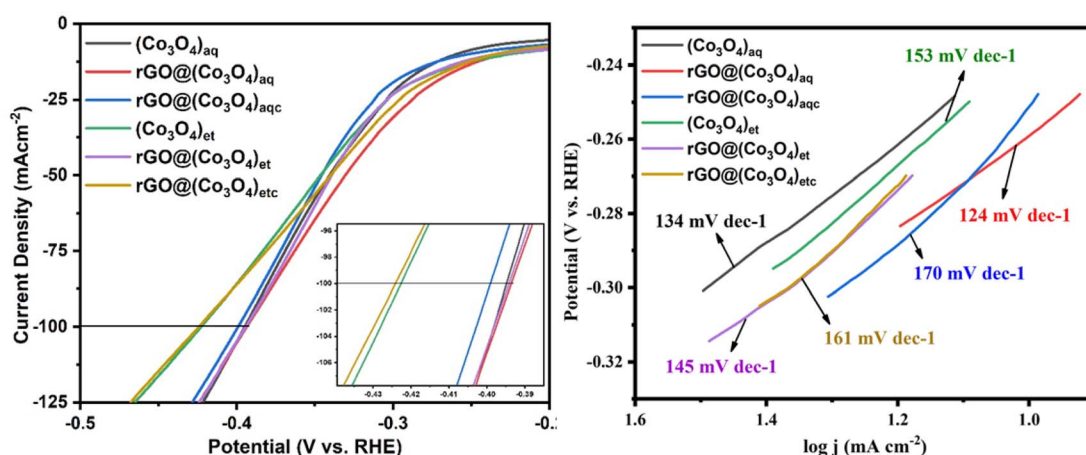 0
-25
-50
-75
-100
-125
Current Density (mAcm⁻²)
(Co₃O₄)aq
rGO@(Co₃O₄)aq
rGO@(Co₃O₄)aqc
(Co₃O₄)et
rGO@(Co₃O₄)et
rGO@(Co₃O₄)etc
-96
-98
-100
-102
-104
-106
-0.43
-0.42
-0.41
-0.40
-0.39
-0.5
-0.4
-0.3
Potential (V vs. RHE)
-0.24
-0.26
-0.28
-0.30
-0.32
Potential (V vs. RHE)
(Co₃O₄)aq
rGO@(Co₃O₄)aq
rGO@(Co₃O₄)aqc
(Co₃O₄)et
rGO@(Co₃O₄)et
rGO@(Co₃O₄)etc
153 mV dec-1
134 mV dec-1
124 mV dec-1
170 mV dec-1
161 mV dec-1
145 mV dec-1
1.6
1.4
1.2
1.0
log j (mA cm⁻²)